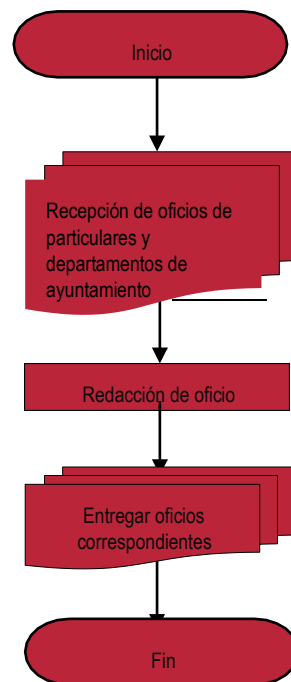 Inicio
Recepción de oficios de
particulares y
departamentos de
ayuntamiento
Redacción de oficio
Entregar oficios
correspondientes
Fin